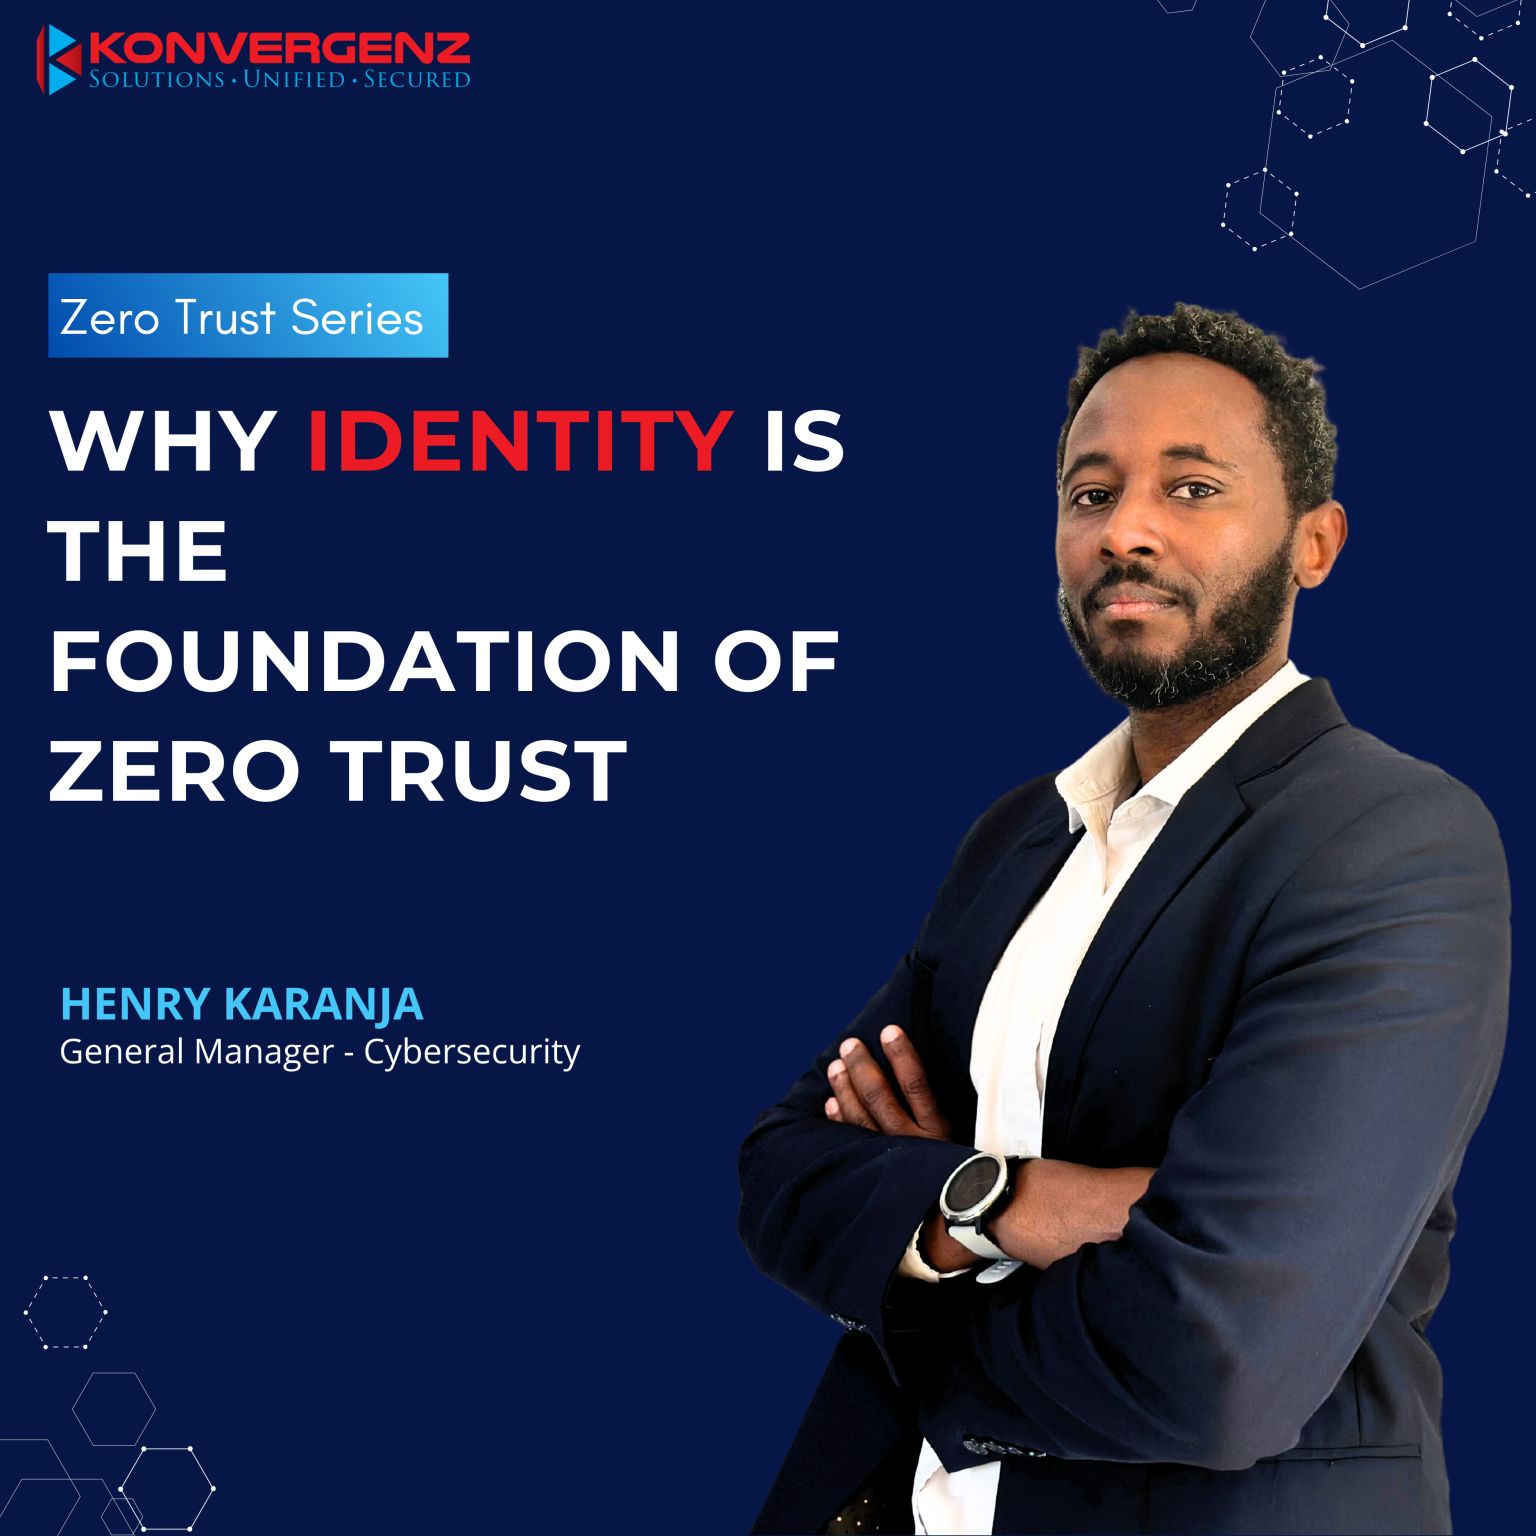 KONVERGENZ
SOLUTIONS · UNIFIED · SECURED
Zero Trust Series
WHY IDENTITY IS
THE
FOUNDATION OF
ZERO TRUST
HENRY KARANJA
General Manager - Cybersecurity